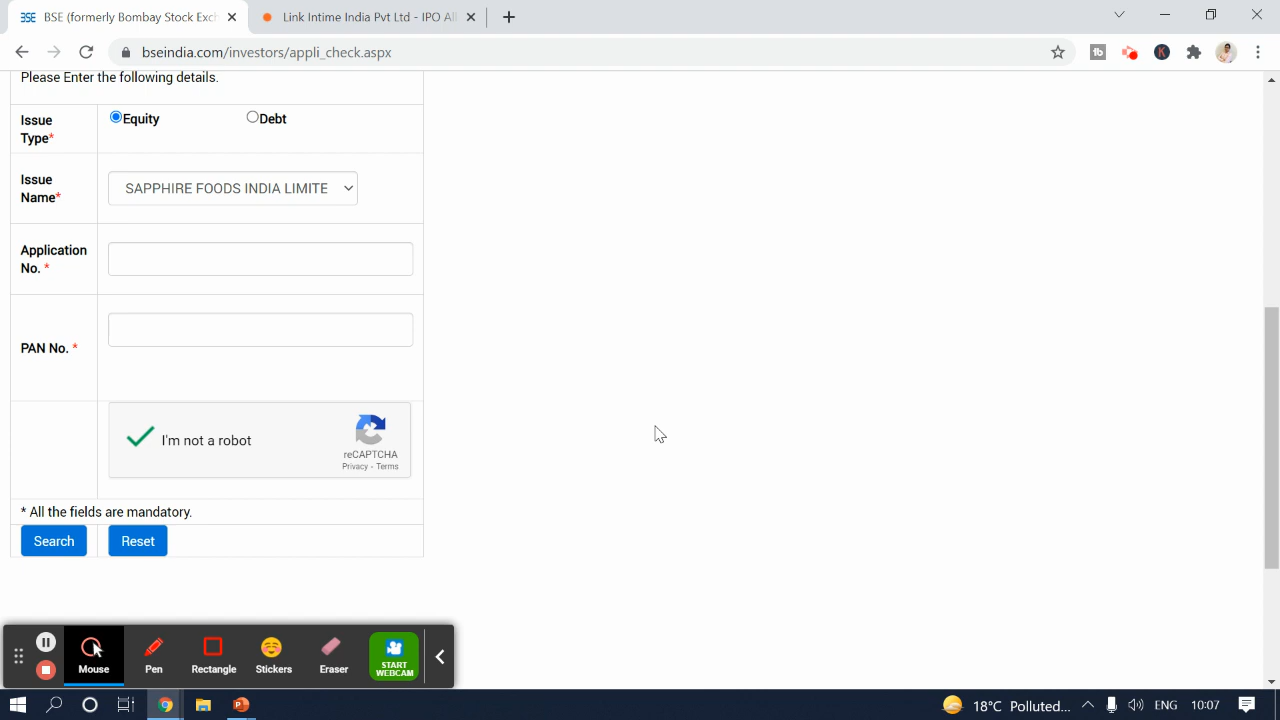 BSE (formerly Bombay Stock Exch
Link Intime India Pvt Ltd - IPO All
bseindia.com/investors/appli_check.aspx
Please Enter the following details.
Issue
Type*
Equity
Debt
Issue
Name*
SAPPHIRE FOODS INDIA LIMITE
Application
No. *
PAN No. *
I'm not a robot
reCAPTCHA
Privacy - Terms
* All the fields are mandatory.
Search
Reset
Mouse
Pen
Rectangle
Stickers
Eraser
START
WEBCAM
18°C Polluted...
ENG
10:07